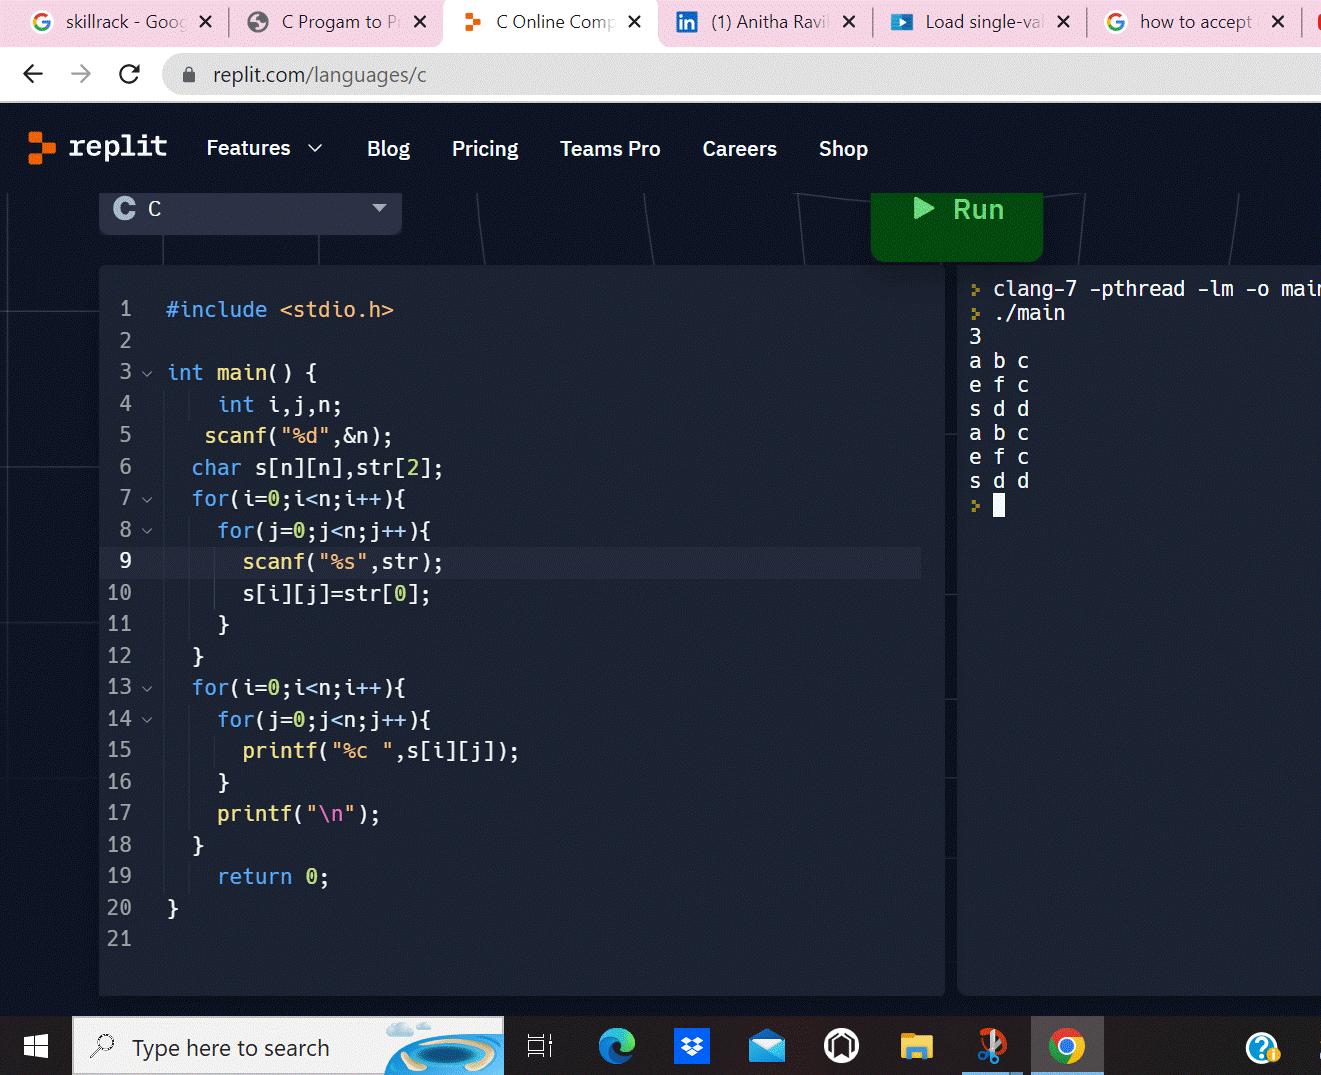 skillrack - Goog
C Progam to P
C Online Comp
(1) Anitha Ravi
Load single-va
how to accept
replit.com/languages/c
replit
Features
Blog
Pricing
Teams Pro
Careers
Shop
C C
Run
1 #include <stdio.h>
2
3 int main() {
4 int i,j,n;
5 scanf("%d",&n);
6 char s[n][n],str[2];
7 for(i=0;i<n;i++){
8 for(j=0;j<n;j++){
9 scanf("%s",str);
10 s[i][j]=str[0];
11 }
12 }
13 for(i=0;i<n;i++){
14 for(j=0;j<n;j++){
15 printf("%c ",s[i][j]);
16 }
17 printf("\n");
18 }
19 return 0;
20 }
21
clang-7 -pthread -lm -o main
./main
3
a b c
e f c
s d d
a b c
e f c
s d d
Type here to search